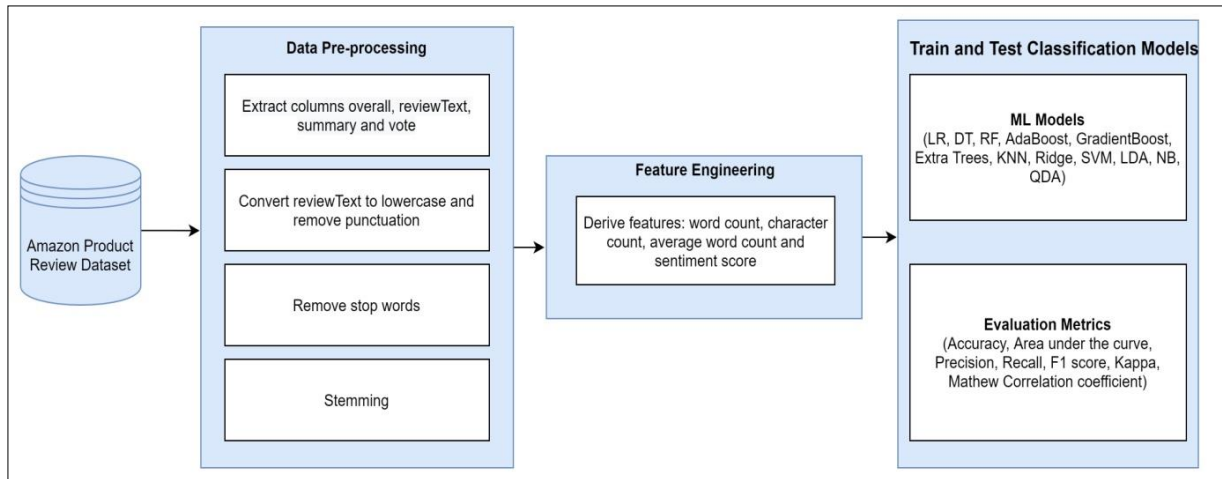 Amazon Product
Review Dataset
Data Pre-processing
Extract columns overall, reviewText,
summary and vote
Convert reviewText to lowercase and
remove punctuation
Remove stop words
Stemming
Feature Engineering
Derive features: word count, character
count, average word count and
sentiment score
Train and Test Classification Models
ML Models
(LR, DT, RF, AdaBoost, GradientBoost,
Extra Trees, KNN, Ridge, SVM, LDA, NB,
QDA)
Evaluation Metrics
(Accuracy, Area under the curve,
Precision, Recall, F1 score, Kappa,
Mathew Correlation coefficient)